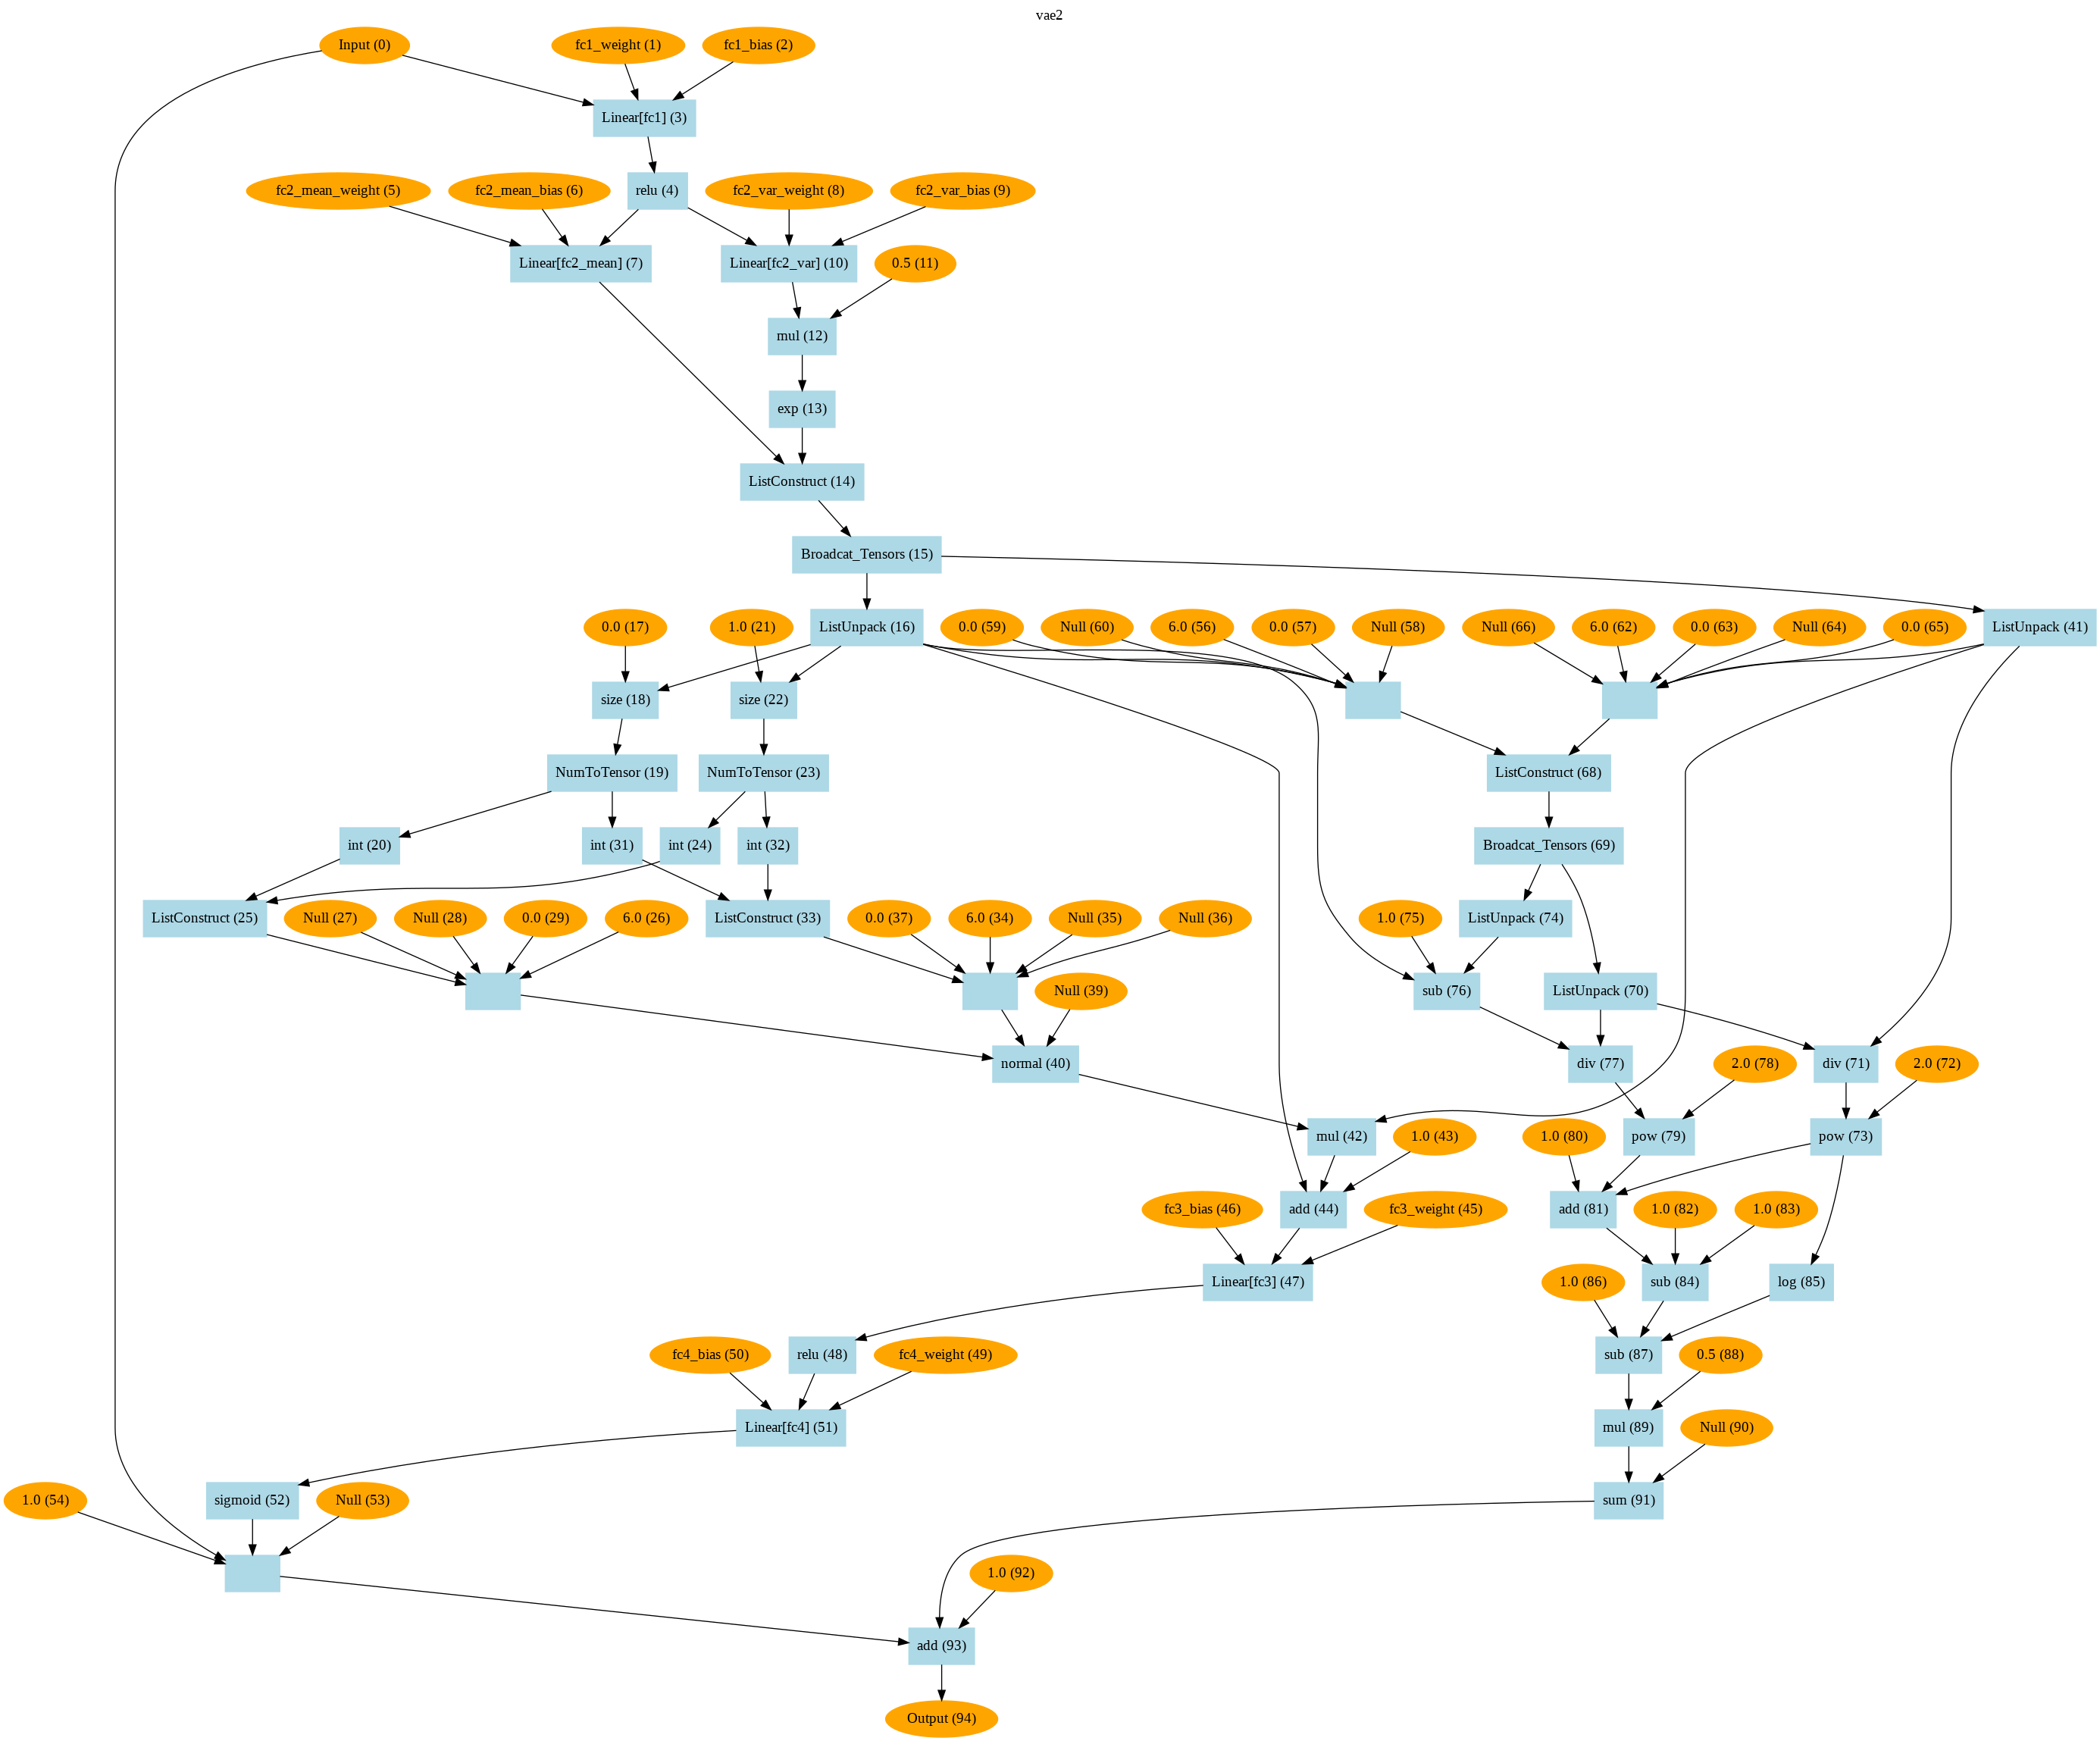 vae2
Input (0)
fc1_weight (1)
fc1_bias (2)
Linear[fc1] (3)
fc2_mean_weight (5)
fc2_mean_bias (6)
relu (4)
fc2_var_weight (8)
fc2_var_bias (9)
Linear[fc2_mean] (7)
Linear[fc2_var] (10)
0.5 (11)
mul (12)
exp (13)
ListConstruct (14)
Broadcat_Tensors (15)
0.0 (17)
1.0 (21)
ListUnpack (16)
0.0 (59)
Null (60)
6.0 (56)
0.0 (57)
Null (58)
Null (66)
6.0 (62)
0.0 (63)
Null (64)
0.0 (65)
ListUnpack (41)
size (18)
size (22)
NumToTensor (19)
NumToTensor (23)
ListConstruct (68)
int (20)
int (31)
int (24)
int (32)
Broadcat_Tensors (69)
ListConstruct (25)
Null (27)
Null (28)
0.0 (29)
6.0 (26)
ListConstruct (33)
0.0 (37)
6.0 (34)
Null (35)
Null (36)
1.0 (75)
ListUnpack (74)
Null (39)
sub (76)
ListUnpack (70)
normal (40)
div (77)
2.0 (78)
div (71)
2.0 (72)
mul (42)
1.0 (43)
1.0 (80)
pow (79)
pow (73)
fc3_bias (46)
add (44)
fc3_weight (45)
add (81)
1.0 (82)
1.0 (83)
Linear[fc3] (47)
1.0 (86)
sub (84)
log (85)
fc4_bias (50)
relu (48)
fc4_weight (49)
sub (87)
0.5 (88)
Linear[fc4] (51)
mul (89)
Null (90)
1.0 (54)
sigmoid (52)
Null (53)
sum (91)
1.0 (92)
add (93)
Output (94)